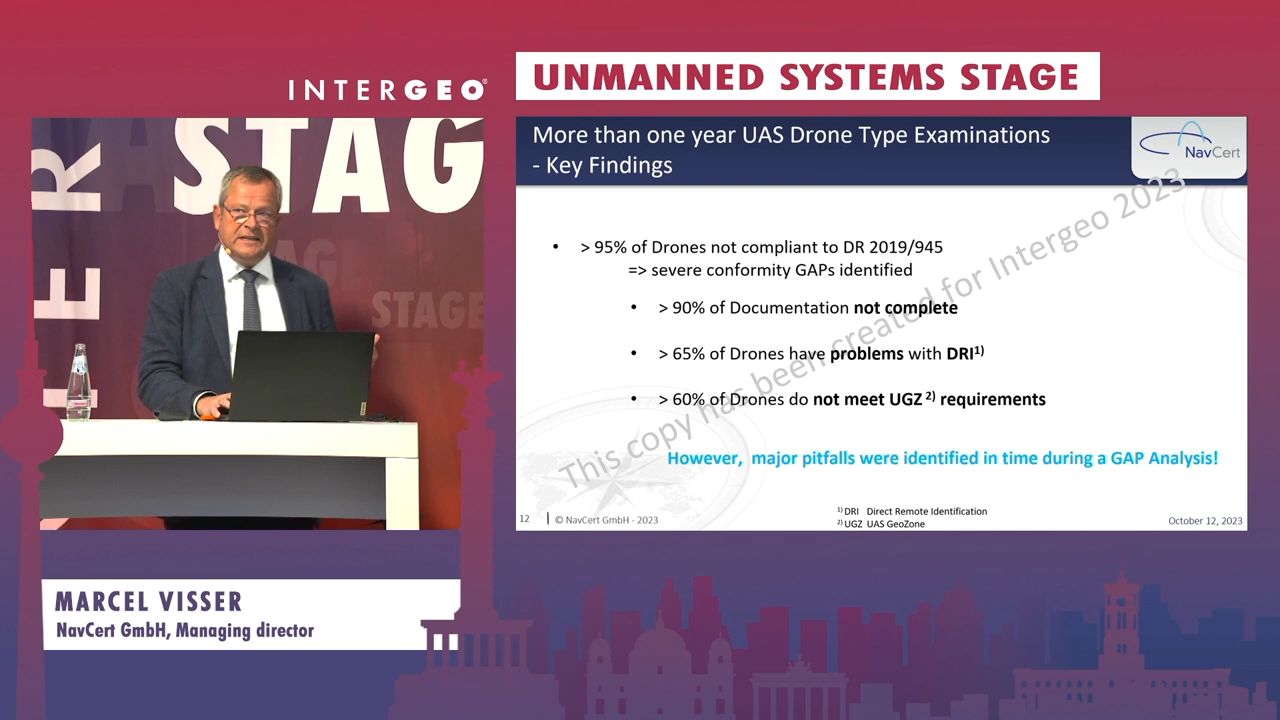 INTERGEO®
UNMANNED SYSTEMS STAGE
STAG
LER
STAGE
STAGE
More than one year UAS Drone Type Examinations
- Key Findings
NavCert
• > 95% of Drones not compliant to DR 2019/945
=> severe conformity GAPs identified
• > 90% of Documentation not complete
• > 65% of Drones have problems with DRI1)
• > 60% of Drones do not meet UGZ 2) requirements
However, major pitfalls were identified in time during a GAP Analysis!
This copy has been created for Intergeo 2023
1) DRI Direct Remote Identification
2) UGZ UAS GeoZone
12 | © NavCert GmbH - 2023
October 12, 2023
MARCEL VISSER
NavCert GmbH, Managing director